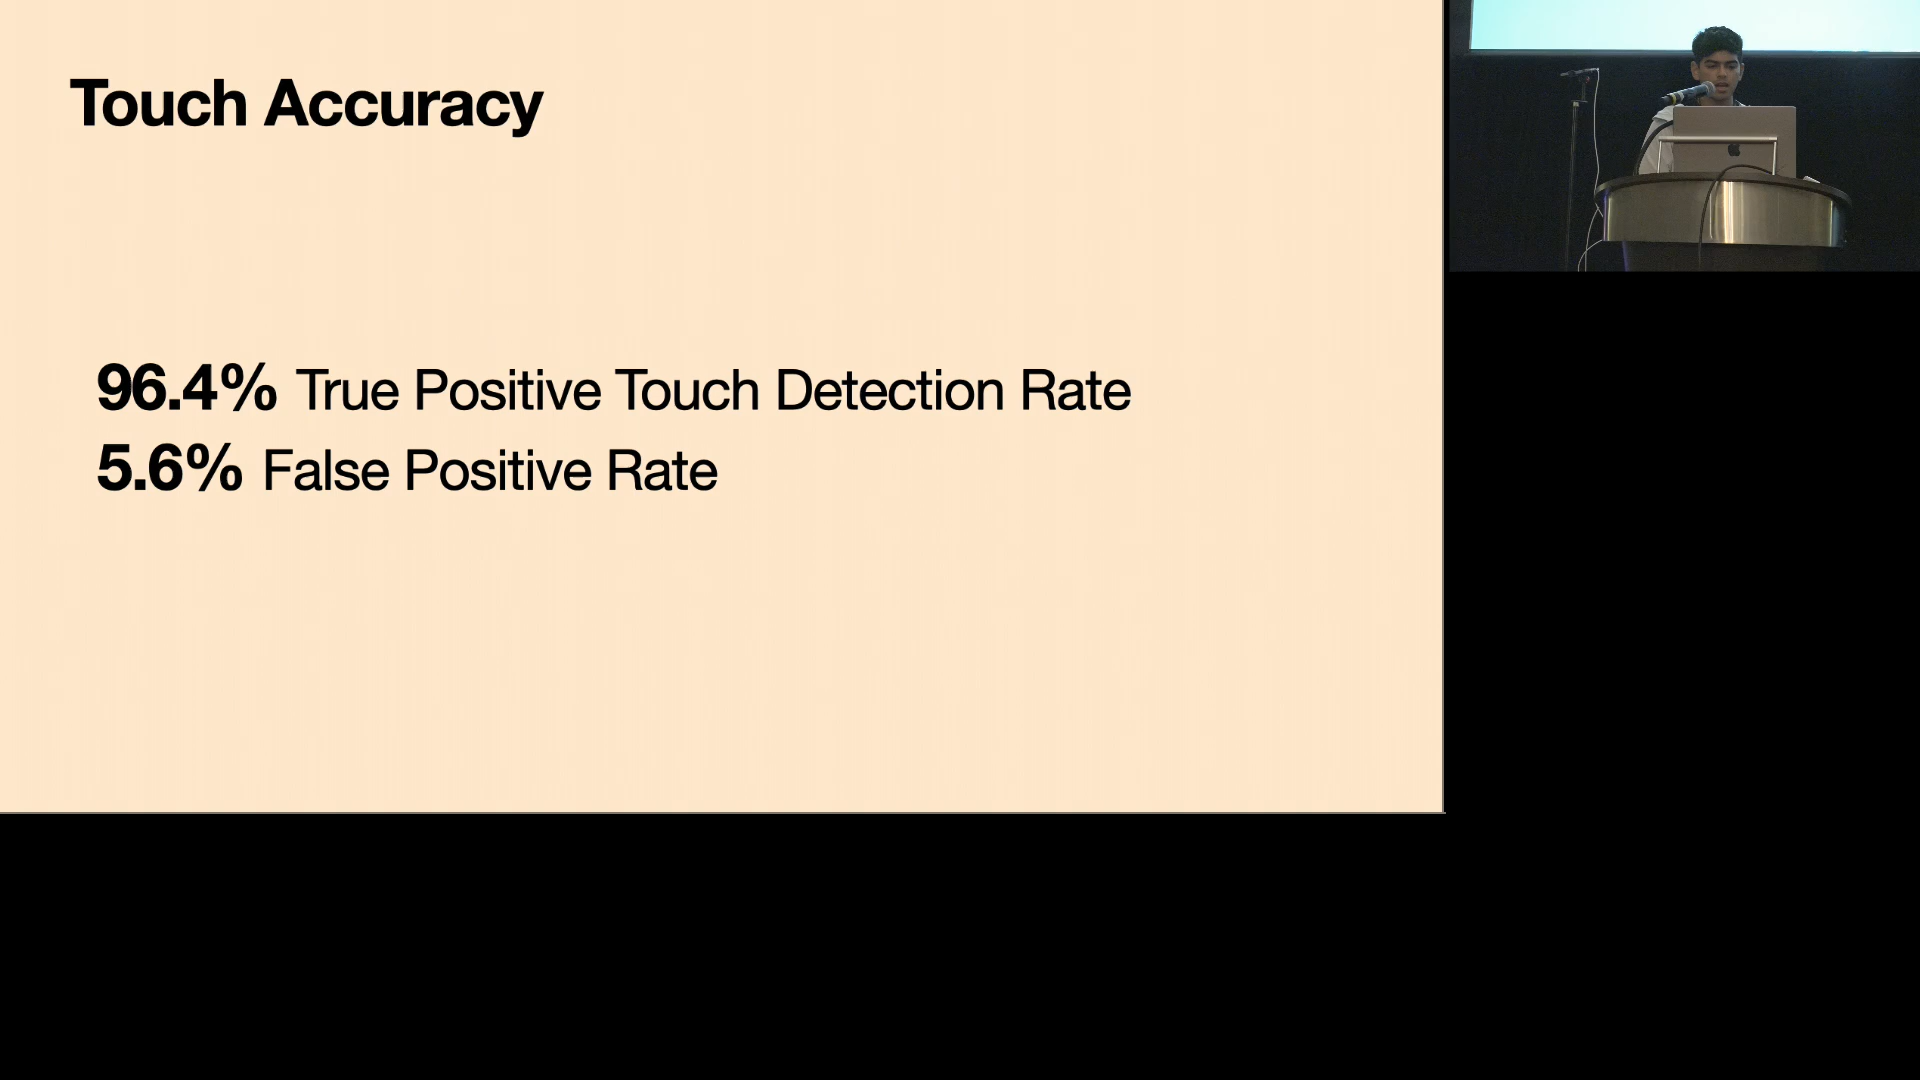 Touch Accuracy
96.4% True Positive Touch Detection Rate
5.6% False Positive Rate